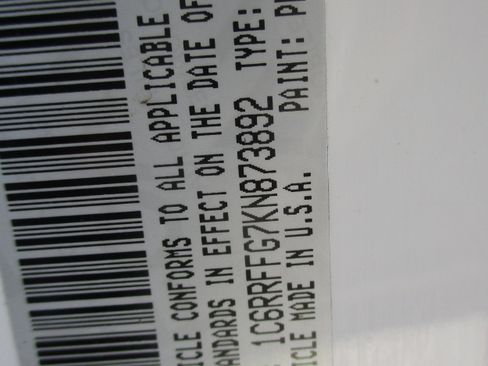 ICLE CONFORMS TO ALL APPLICABLE
ANDARDS IN EFFECT ON THE DATE OF
1C6RRFFG7KN873892 TYPE:
ICLE MADE IN U.S.A. PAINT: P